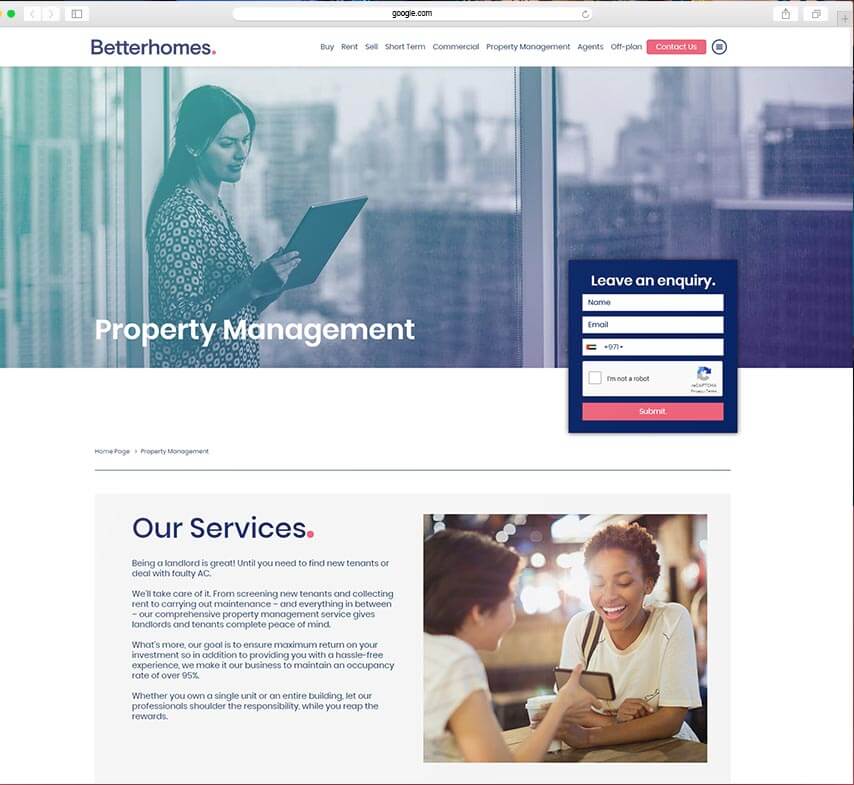 google.com
Betterhomes.
Buy Rent Sell Short Term Commercial Property Management Agents Off-plan Contact Us
Property Management
Leave an enquiry.
Name
Email
+971
I'm not a robot
reCAPTCHA
Privacy - Terms
Submit.
Home Page > Property Management
Our Services.
Being a landlord is great! Until you need to find new tenants or
deal with faulty AC.
We'll take care of it. From screening new tenants and collecting
rent to carrying out maintenance – and everything in between
– our comprehensive property management service gives
landlords and tenants complete peace of mind.
What's more, our goal is to ensure maximum return on your
investment so in addition to providing you with a hassle-free
experience, we make it our business to maintain an occupancy
rate of over 95%.
Whether you own a single unit or an entire building, let our
professionals shoulder the responsibility, while you reap the
rewards.